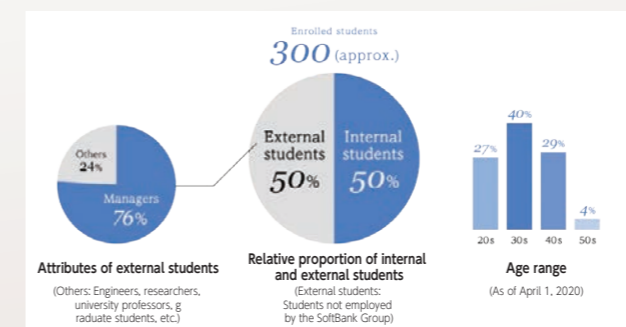 Enrolled students
300 (approx.)
Others
24%
Managers
76%
External
students
50%
Internal
students
50%
27%
40%
29%
4%
20s
30s
40s
50s
Attributes of external students
(Others: Engineers, researchers,
university professors, g
raduate students, etc.)
Relative proportion of internal
and external students
(External students:
Students not employed
by the SoftBank Group)
Age range
(As of April 1, 2020)